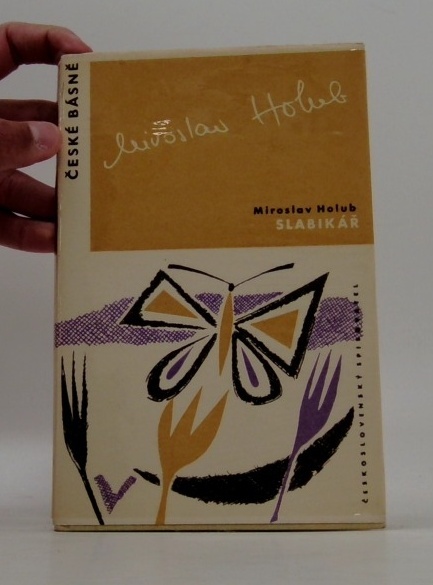 ČESKÉ BÁSNĚ
Miroslav Holub
Miroslav Holub
SLABIKÁŘ
ČESKOSLOVENSKÝ SPISOVATEL